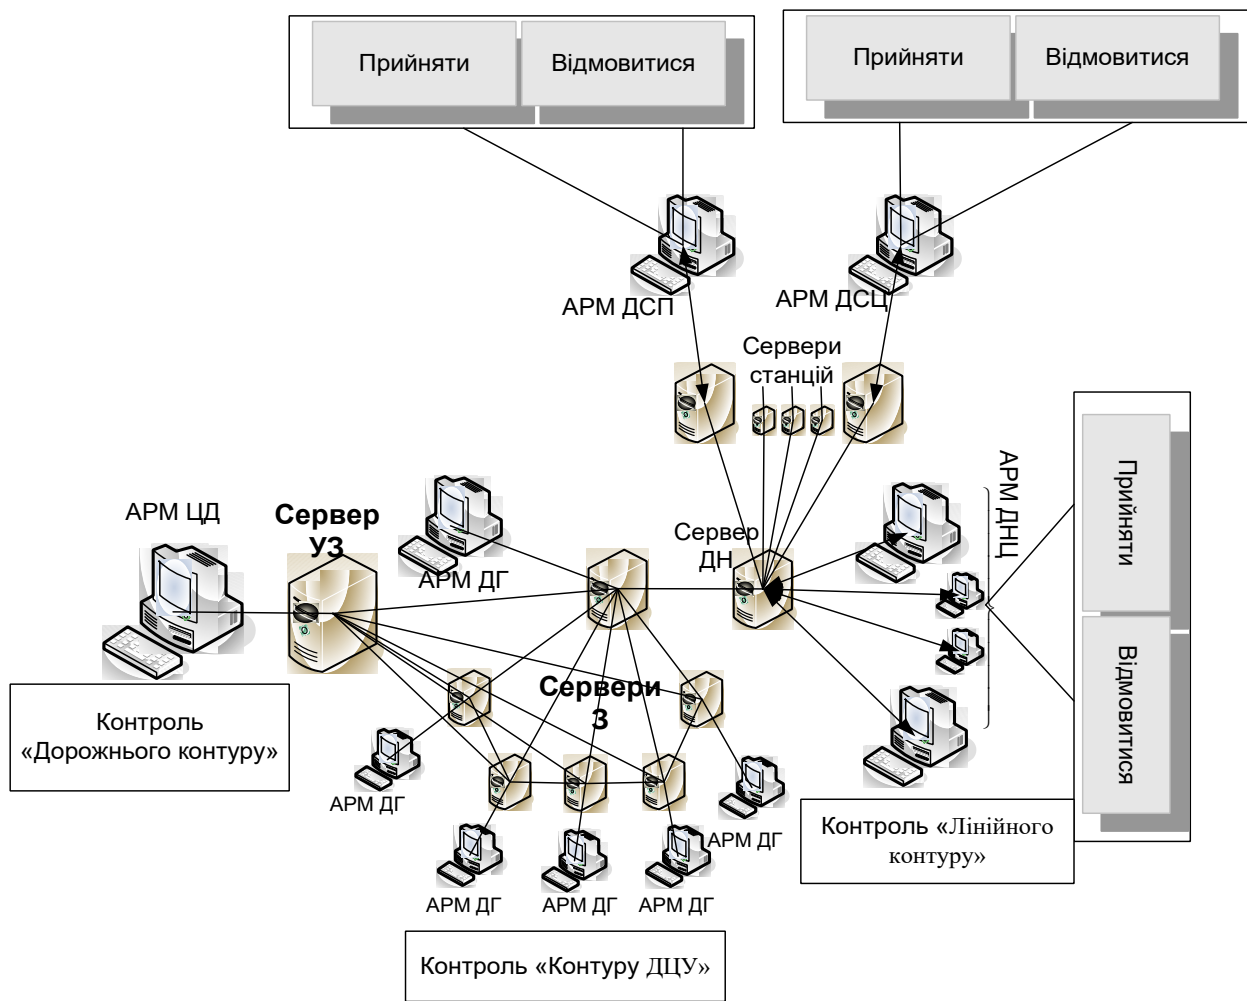 Прийняти
Відмовитися
Прийняти
Відмовитися
АРМ ДСП
АРМ ДСЦ
Сервери
станцій
АРМ ЦД
Сервер
УЗ
АРМ ДГ
Сервер
ДН
АРМ ДНЦ
Прийняти
Відмовитися
Сервери
З
Контроль
«Дорожнього контуру»
АРМ ДГ
АРМ ДГ
АРМ ДГ
АРМ ДГ
АРМ ДГ
Контроль «Лінійного
контуру»
Контроль «Контуру ДЦУ»